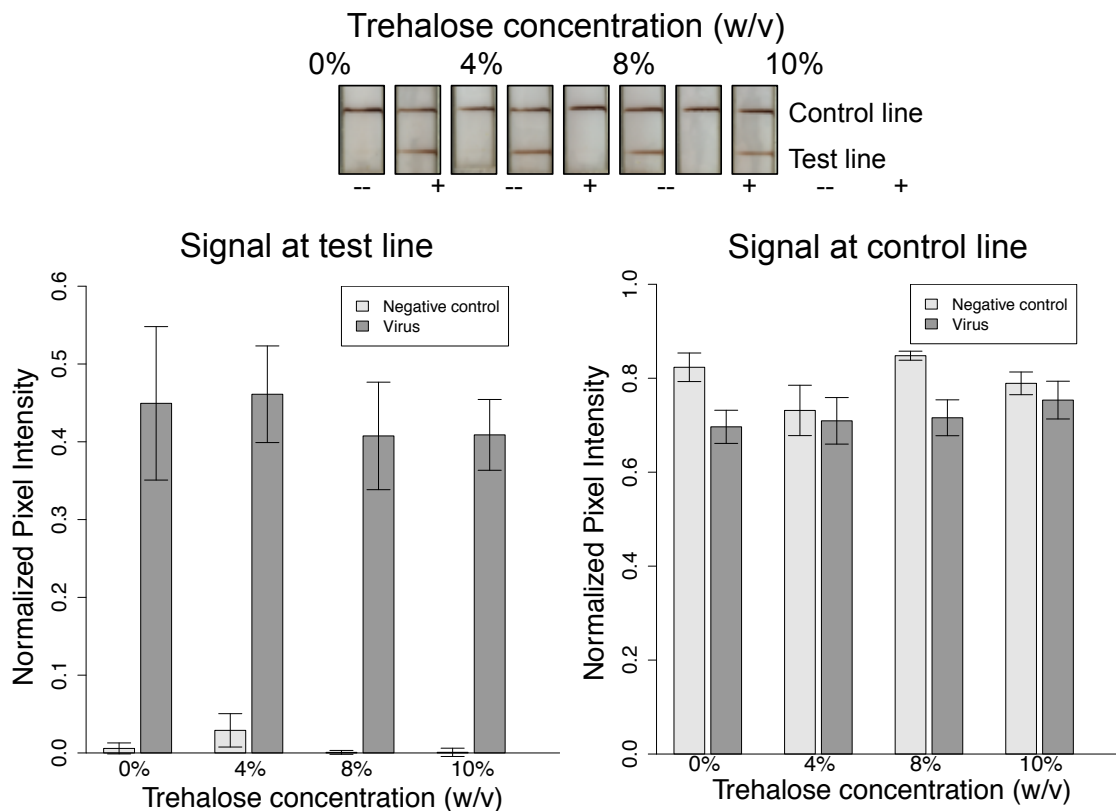 Trehalose concentration (w/v)
0% 4% 8% 10%
Control line
Test line
-- + -- + -- + -- +
Signal at test line
Normalized Pixel Intensity
0.6
0.5
0.4
0.3
0.2
0.1
0.0
Negative control
Virus
0% 4% 8% 10%
Trehalose concentration (w/v)
Signal at control line
Normalized Pixel Intensity
1.0
0.8
0.6
0.4
0.2
0.0
Negative control
Virus
0% 4% 8% 10%
Trehalose concentration (w/v)